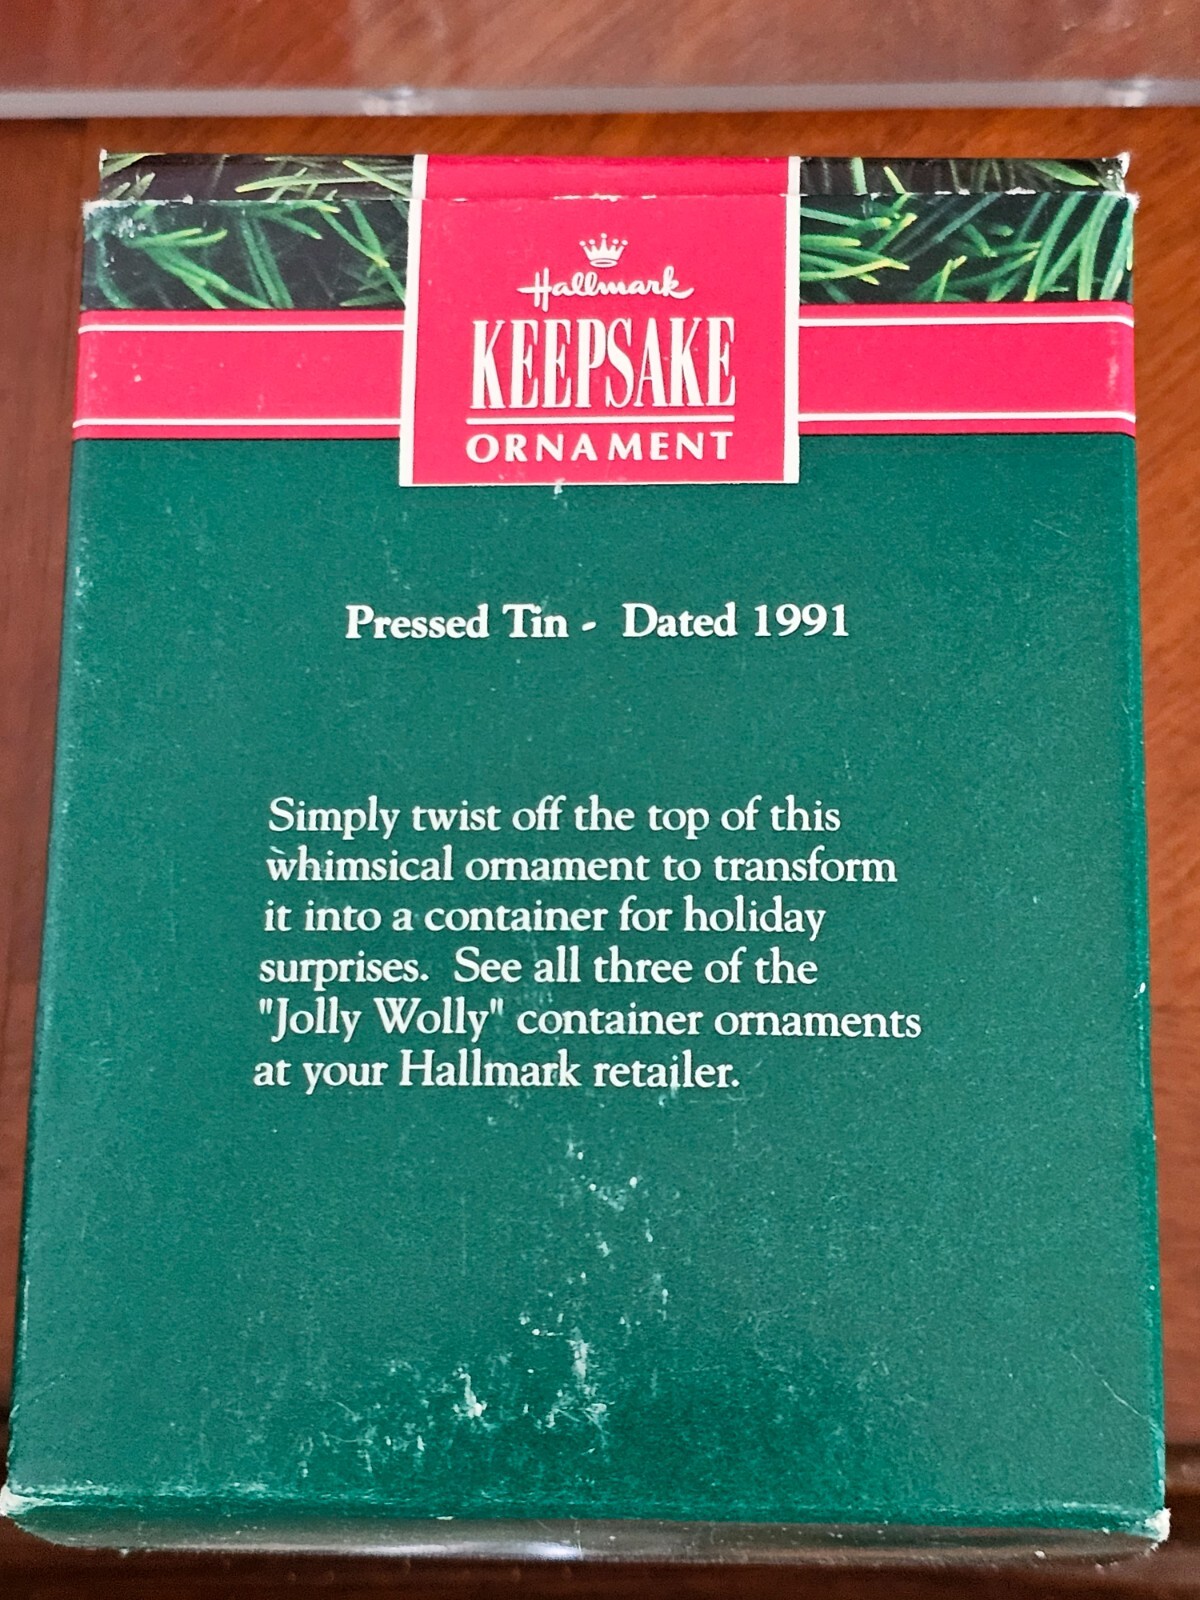 Hallmark
KEEPSAKE
ORNAMENT
Pressed Tin - Dated 1991
Simply twist off the top of this
whimsical ornament to transform
it into a container for holiday
surprises. See all three of the
"Jolly Wolly" container ornaments
at your Hallmark retailer.